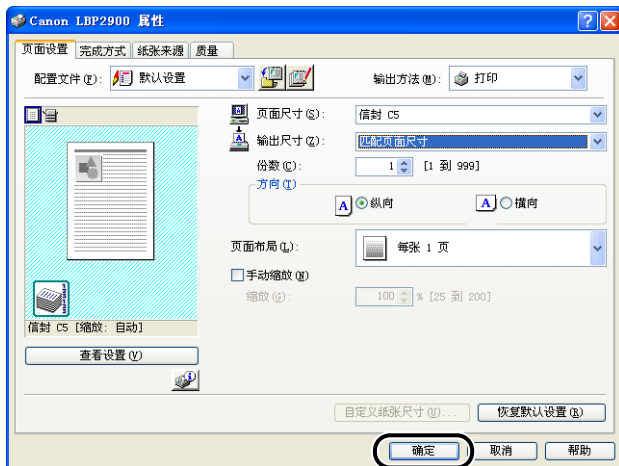 Canon LBP2900 属性
页面设置 完成方式 纸张来源 质量
配置文件(F): 默认设置 输出方法(M): 打印
页面尺寸(S): 信封 C5
输出尺寸(Z): 匹配页面尺寸
份数(C): 1 [1 到 999]
方向(T)
A 纵向 A 横向
页面布局(L): 每张 1 页
手动缩放(N)
缩放(G): 100 % [25 到 200]
信封 C5 [缩放: 自动]
查看设置(V)
自定义纸张尺寸(U)... 恢复默认设置(R)
确定 取消 帮助